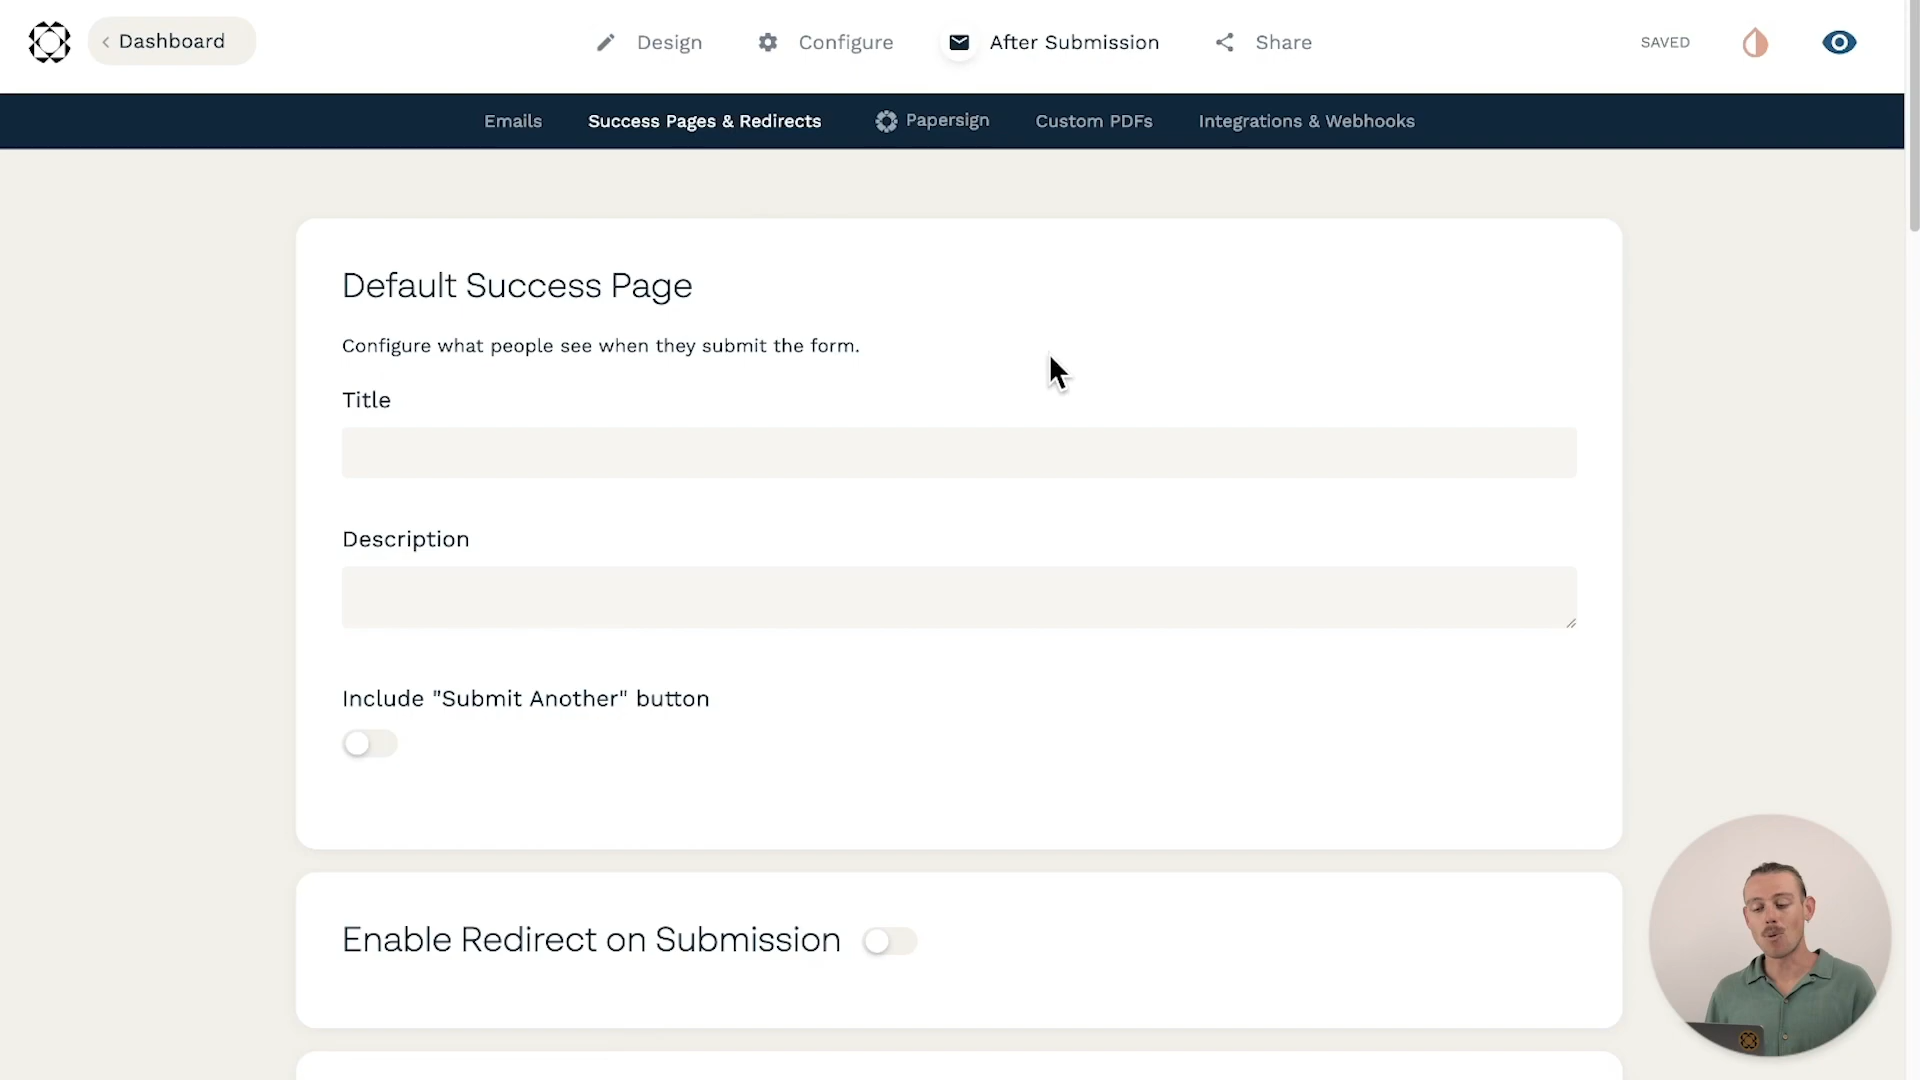 Dashboard
Design
Configure
After Submission
Share
SAVED
Emails
Success Pages & Redirects
Papersign
Custom PDFs
Integrations & Webhooks
Default Success Page
Configure what people see when they submit the form.
Title
Description
Include "Submit Another" button
Enable Redirect on Submission